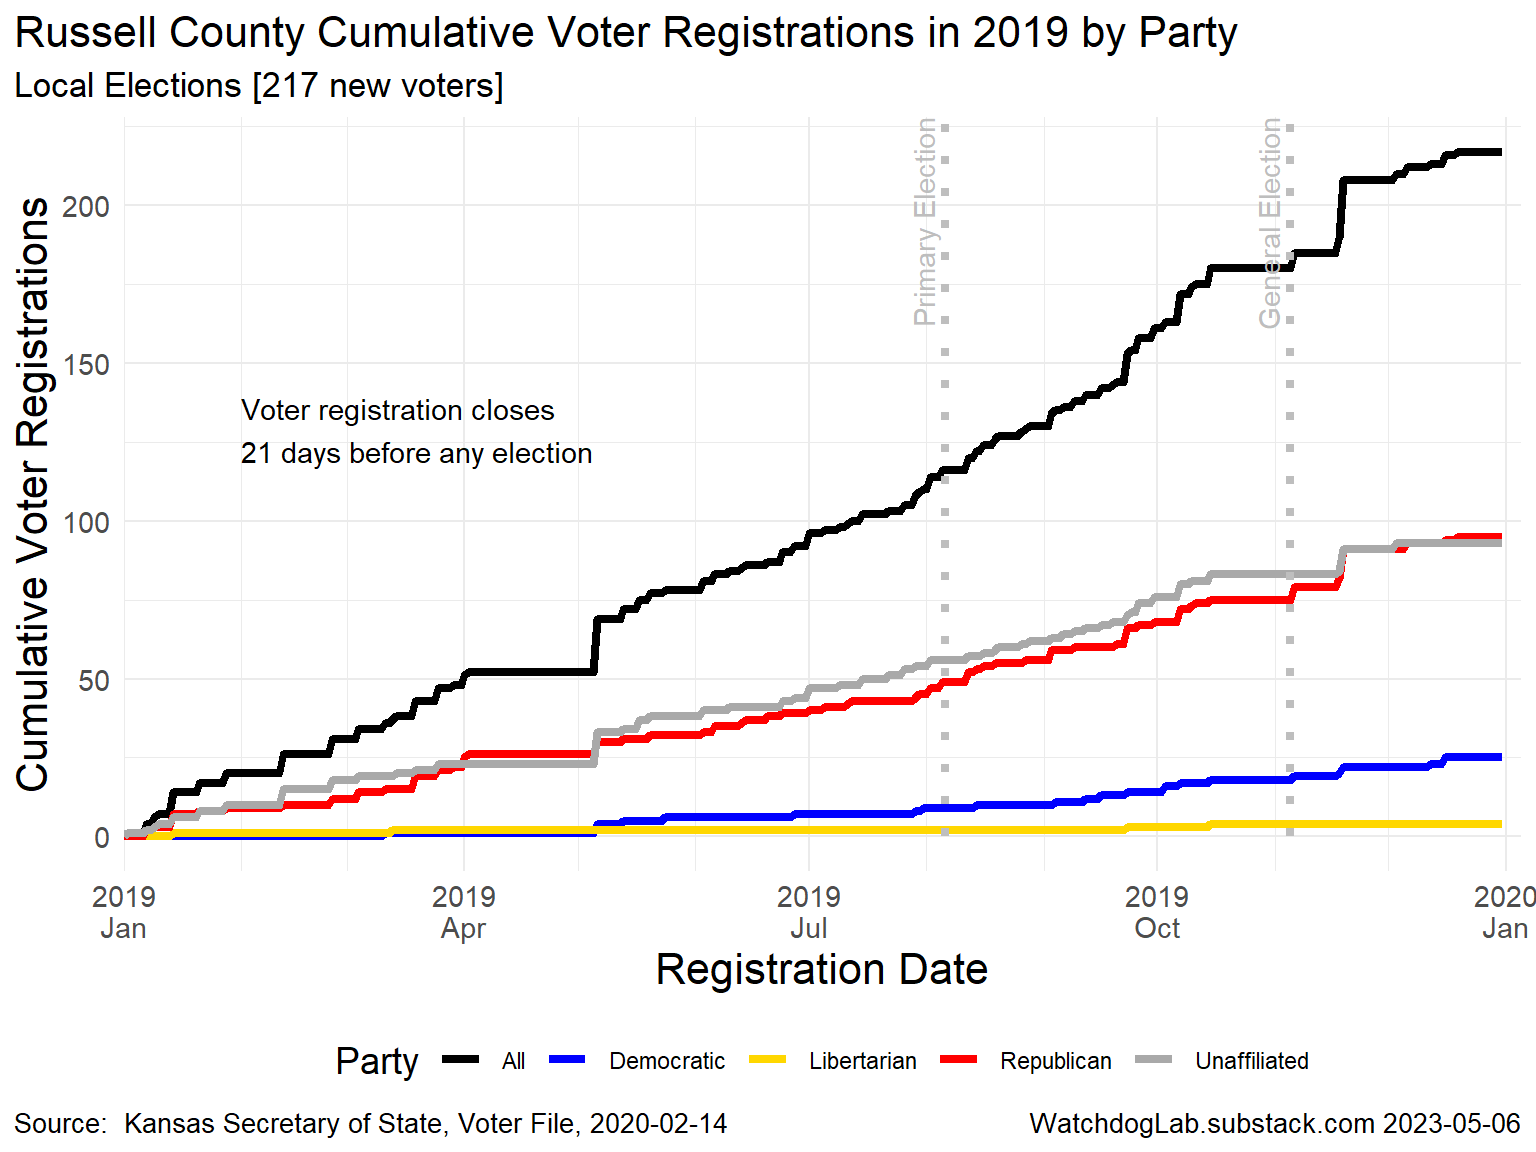 Russell County Cumulative Voter Registrations in 2019 by Party
Local Elections [217 new voters]
Cumulative Voter Registrations
200
150
100
50
0
Primary Election
General Election
Voter registration closes
21 days before any election
2019 2019 2019 2019 2020
Jan Apr Jul Oct Jan
Registration Date
Party All Democratic Libertarian Republican Unaffiliated
Source:  Kansas Secretary of State, Voter File, 2020-02-14
WatchdogLab.substack.com 2023-05-06